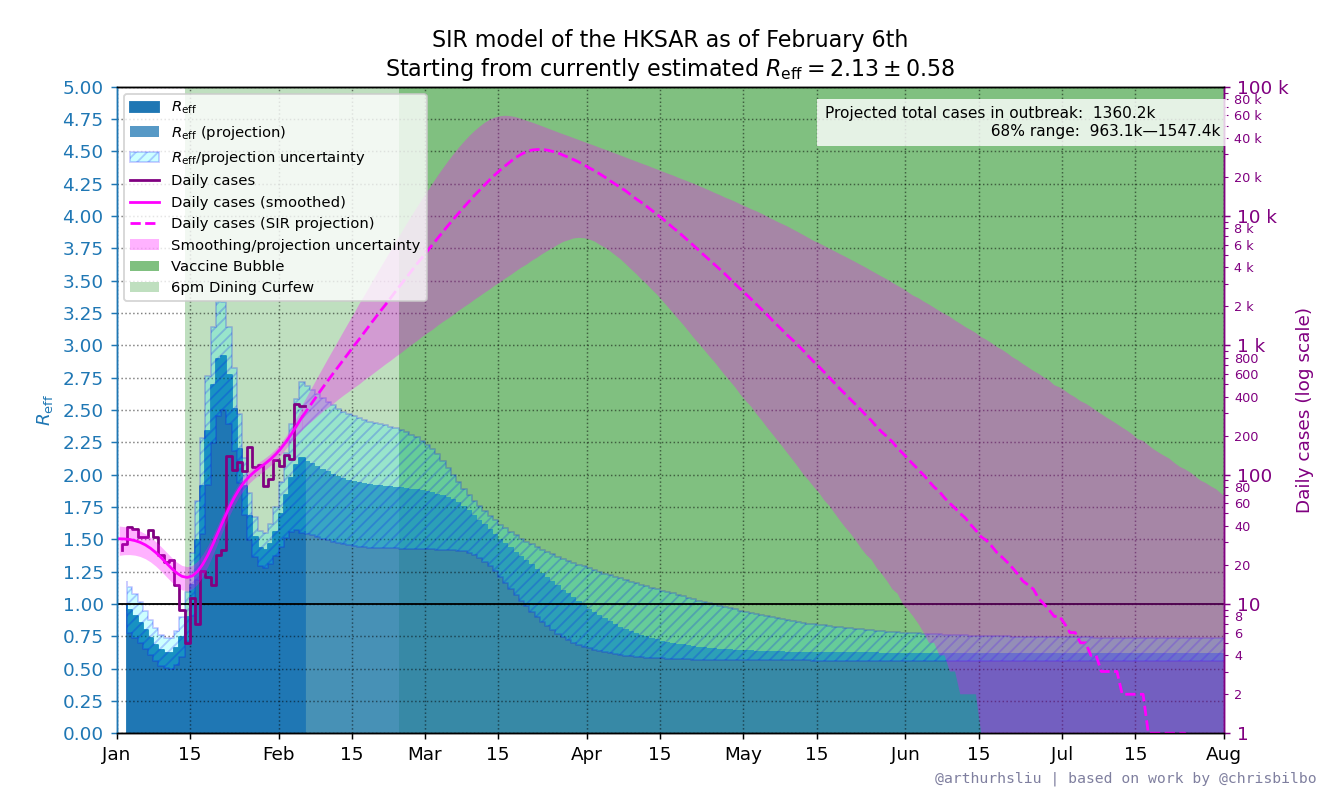 SIR model of the HKSAR as of February 6th
Starting from currently estimated R_eff = 2.13 ± 0.58
R_eff
R_eff (projection)
R_eff/projection uncertainty
Daily cases
Daily cases (smoothed)
Daily cases (SIR projection)
Smoothing/projection uncertainty
Vaccine Bubble
6pm Dining Curfew
Projected total cases in outbreak: 1360.2k
68% range: 963.1k—1547.4k
R_eff
5.00
4.75
4.50
4.25
4.00
3.75
3.50
3.25
3.00
2.75
2.50
2.25
2.00
1.75
1.50
1.25
1.00
0.75
0.50
0.25
0.00
Jan 15 Feb 15 Mar 15 Apr 15 May 15 Jun 15 Jul 15 Aug
100 k
80 k
60 k
40 k
20 k
10 k
8 k
6 k
4 k
2 k
1 k
800
600
400
200
100
80
60
40
20
10
8
6
4
2
1
Daily cases (log scale)
@arthurhsliu | based on work by @chrisbilbo